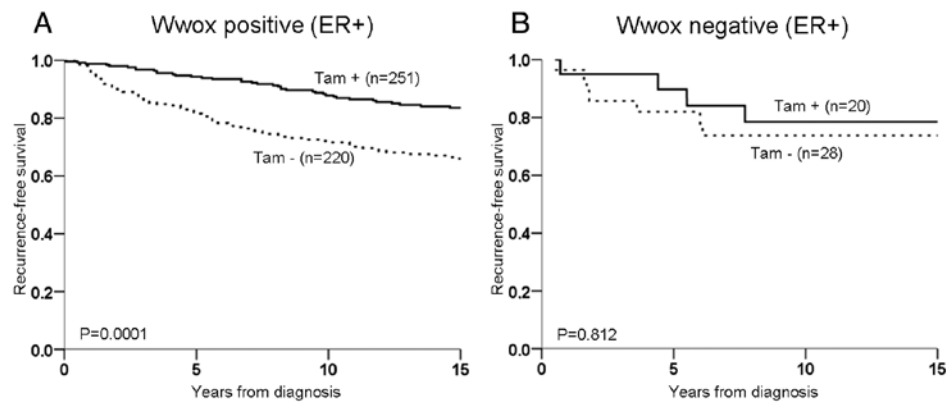 A
Wwox positive (ER+)
Recurrence-free survival
1.0
0.8
0.6
0.4
0.2
0.0
Tam + (n=251)
Tam - (n=220)
P=0.0001
0
5
10
15
Years from diagnosis
B
Wwox negative (ER+)
Recurrence-free survival
1.0
0.8
0.6
0.4
0.2
0.0
Tam + (n=20)
Tam - (n=28)
P=0.812
0
5
10
15
Years from diagnosis